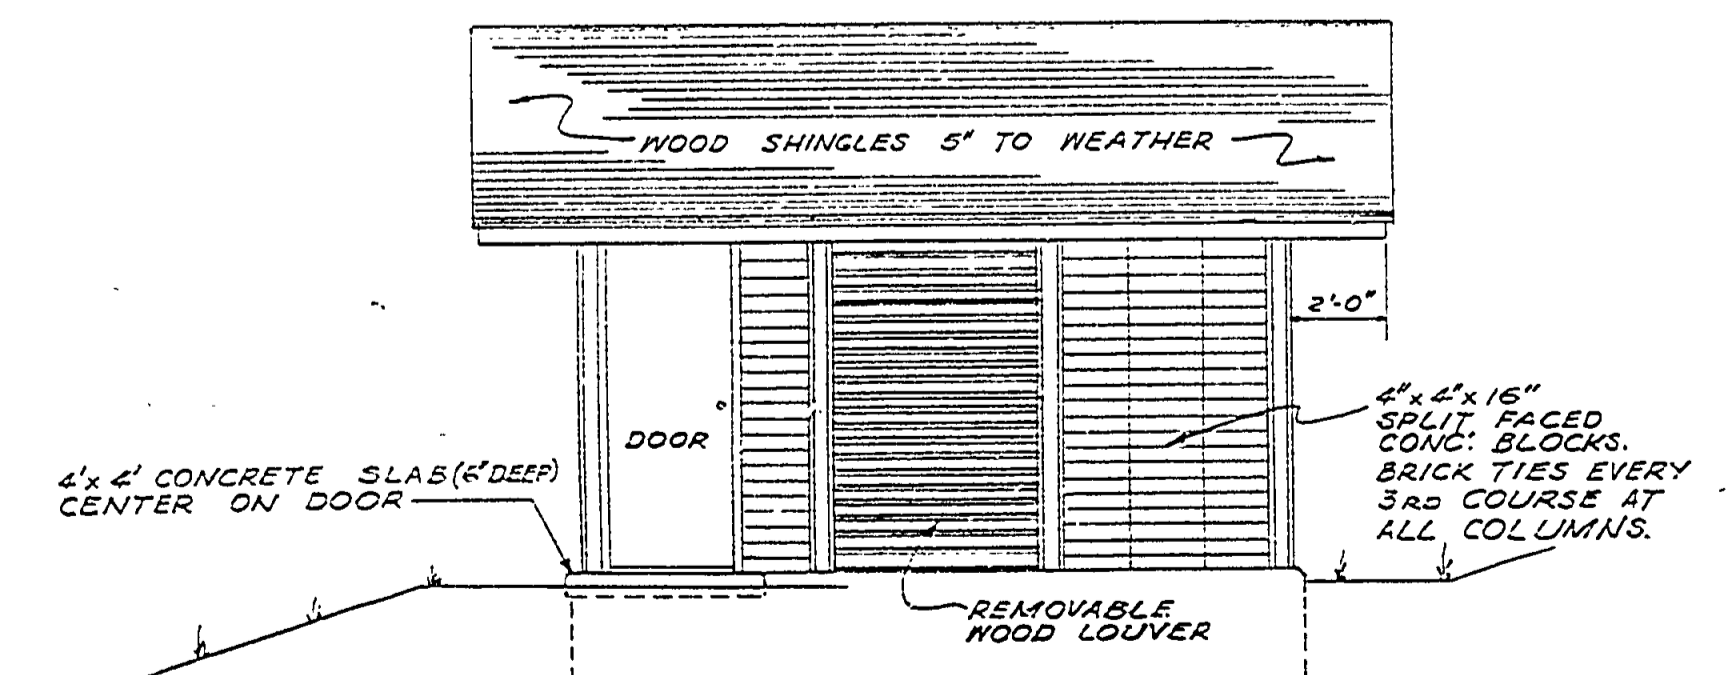 WOOD SHINGLES 5" TO WEATHER
2'-0"
4"x4"x16"
SPLIT FACED
CONC. BLOCKS.
BRICK TIES EVERY
3RD COURSE AT
ALL COLUMNS.
DOOR
4'x4' CONCRETE SLAB (6" DEEP)
CENTER ON DOOR
REMOVABLE
WOOD LOUVER